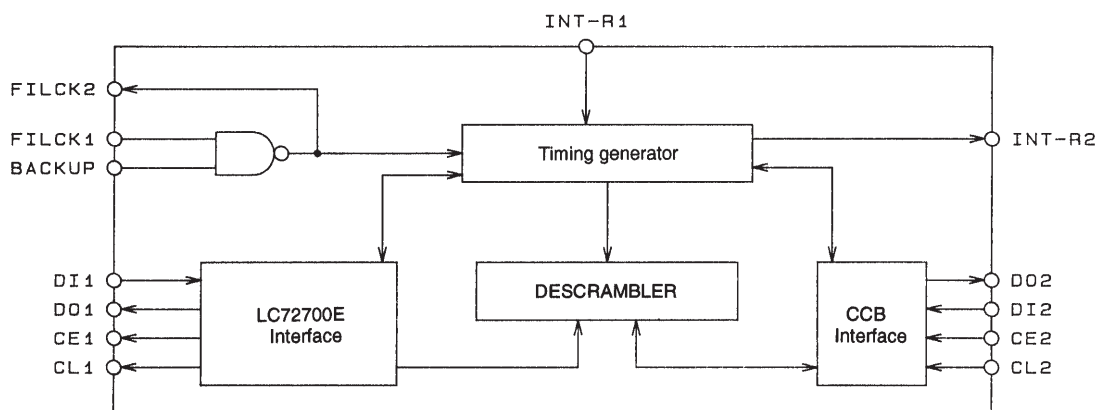 INT-R1
FILCK2
FILCK1
BACKUP
Timing generator
INT-R2
DI1
DO1
CE1
CL1
LC72700E
Interface
DESCRAMBLER
CCB
Interface
DO2
DI2
CE2
CL2